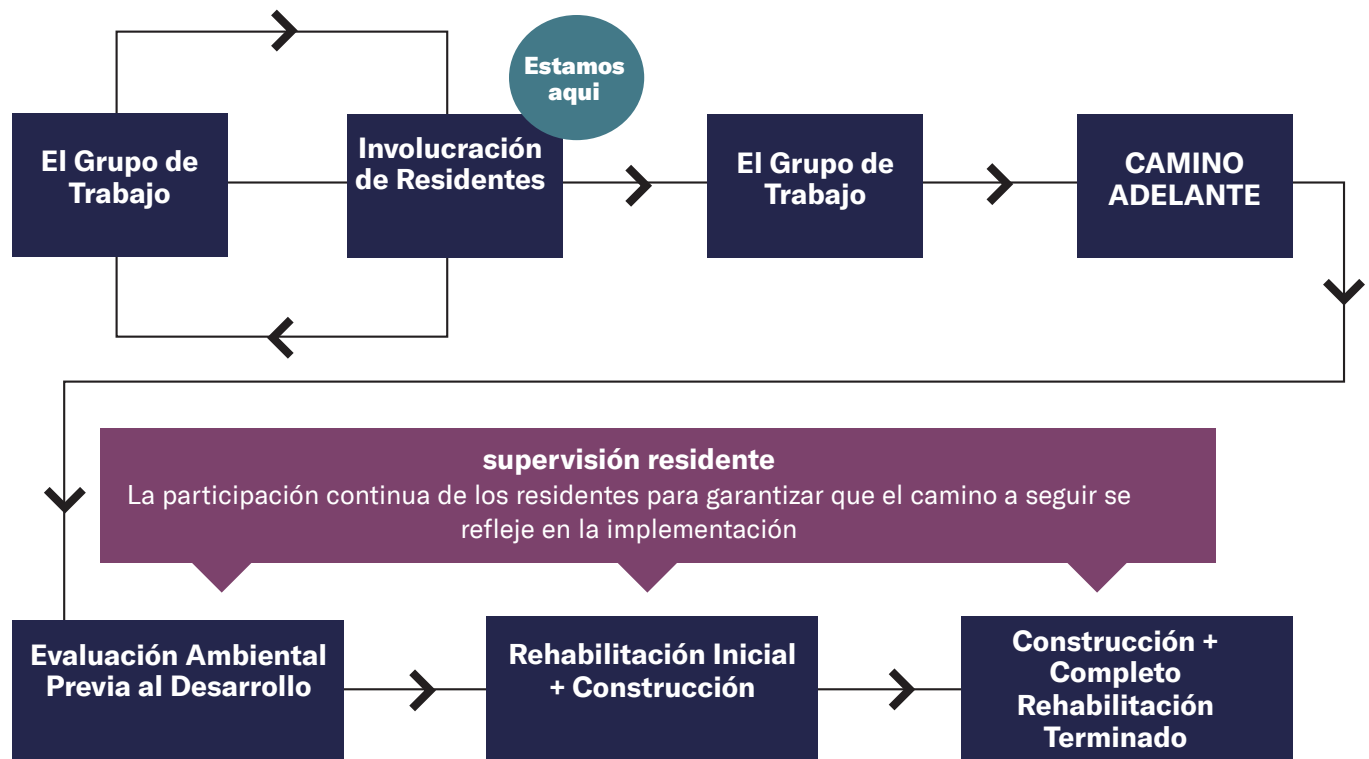 Estamos
aqui
El Grupo de
Trabajo
Involucración
de Residentes
El Grupo de
Trabajo
CAMINO
ADELANTE
supervisión residente
La participación continua de los residentes para garantizar que el camino a seguir se
refleje en la implementación
Evaluación Ambiental
Previa al Desarrollo
Rehabilitación Inicial
+ Construcción
Construcción +
Completo
Rehabilitación
Terminado